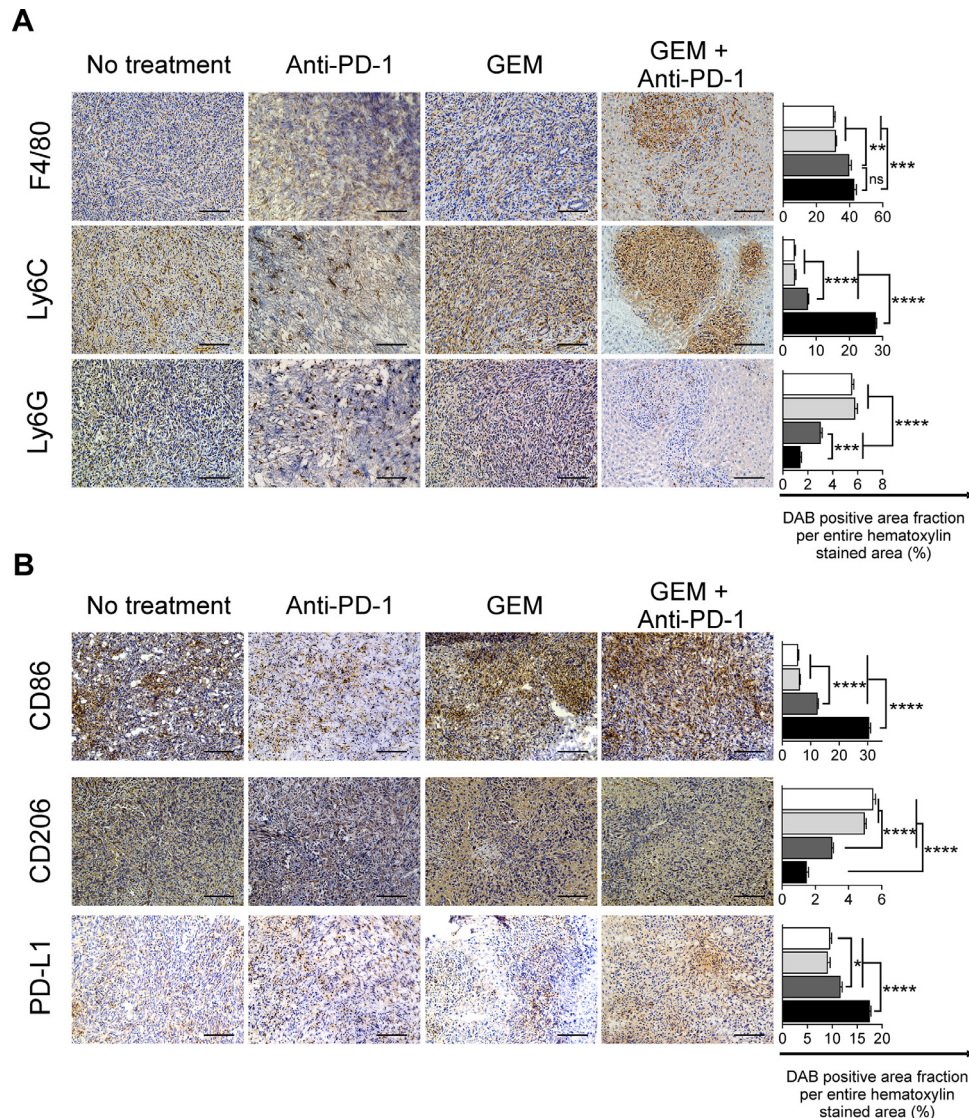 A
No treatment
Anti-PD-1
GEM
GEM +
Anti-PD-1
F4/80
**
***
ns
0 20 40 60
Ly6C
****
****
0 10 20 30
Ly6G
****
***
0 2 4 6 8
DAB positive area fraction
per entire hematoxylin
stained area (%)
B
No treatment
Anti-PD-1
GEM
GEM +
Anti-PD-1
CD86
****
****
0 10 20 30
CD206
****
****
0 2 4 6
PD-L1
*
****
0 5 10 15 20
DAB positive area fraction
per entire hematoxylin
stained area (%)